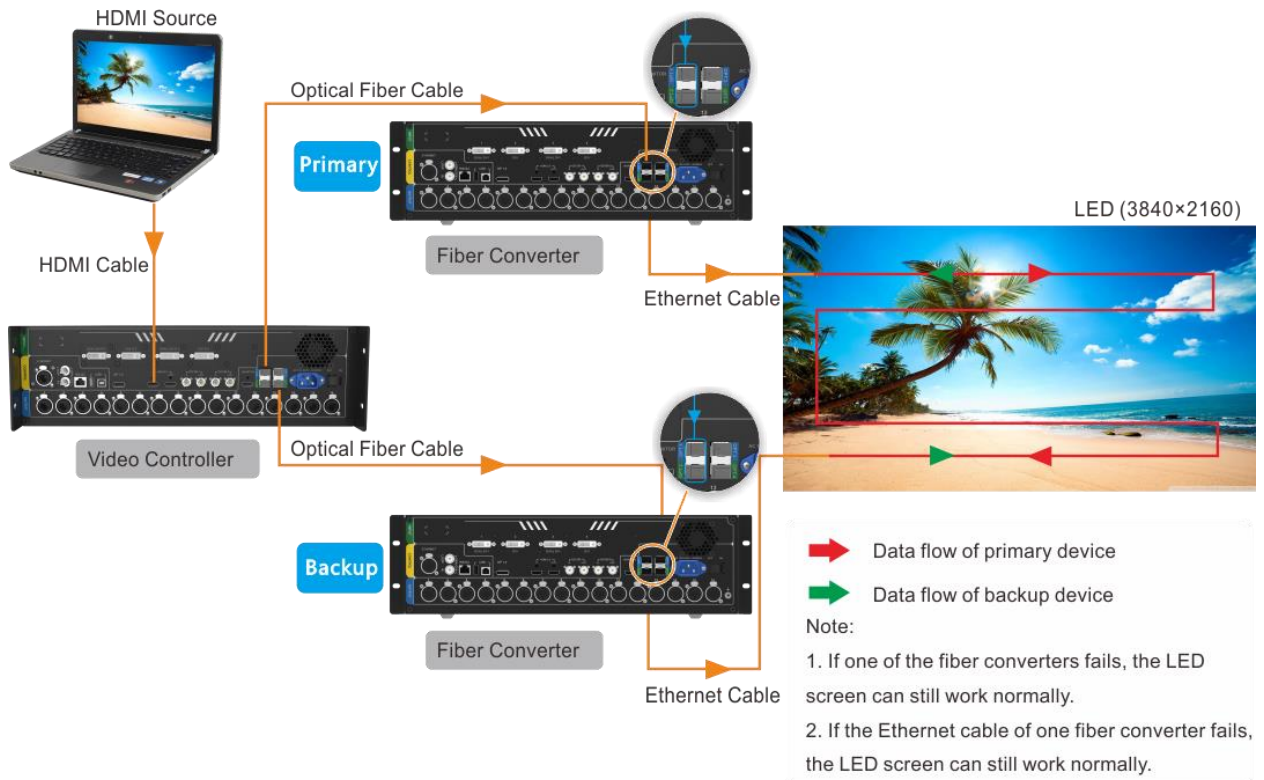 HDMI Source
Optical Fiber Cable
Primary
Fiber Converter
LED (3840×2160)
HDMI Cable
Ethernet Cable
Video Controller
Optical Fiber Cable
Backup
Fiber Converter
Ethernet Cable
Data flow of primary device
Data flow of backup device
Note:
1. If one of the fiber converters fails, the LED
screen can still work normally.
2. If the Ethernet cable of one fiber converter fails,
the LED screen can still work normally.